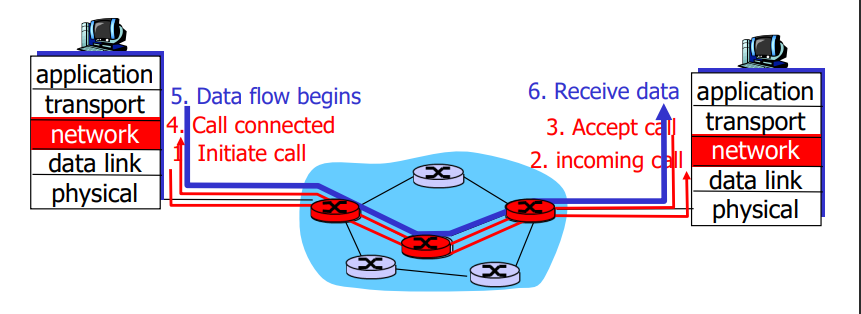 application
transport
network
data link
physical
5. Data flow begins
4. Call connected
1. Initiate call
6. Receive data
3. Accept call
2. incoming call
application
transport
network
data link
physical